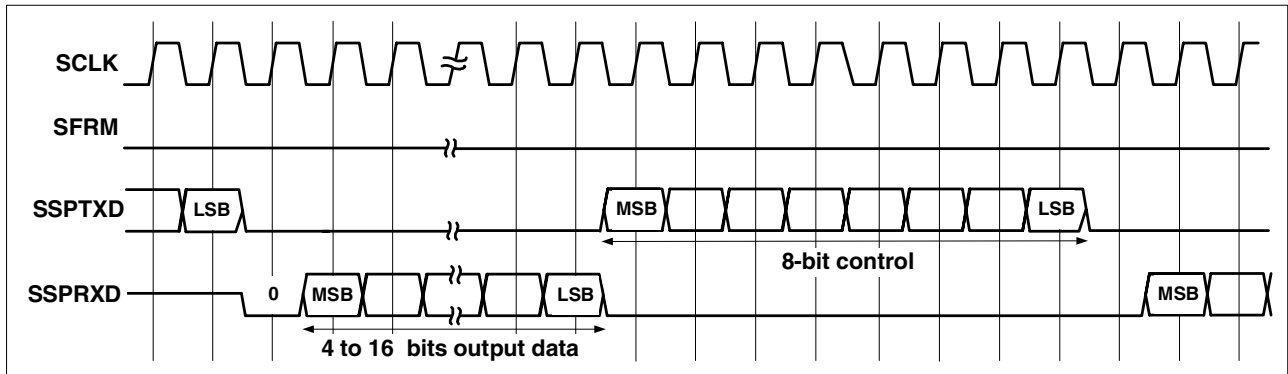 SCLK
SFRM
SSPTXD
LSB
MSB
LSB
8-bit control
SSPRXD
0
MSB
LSB
MSB
4 to 16 bits output data